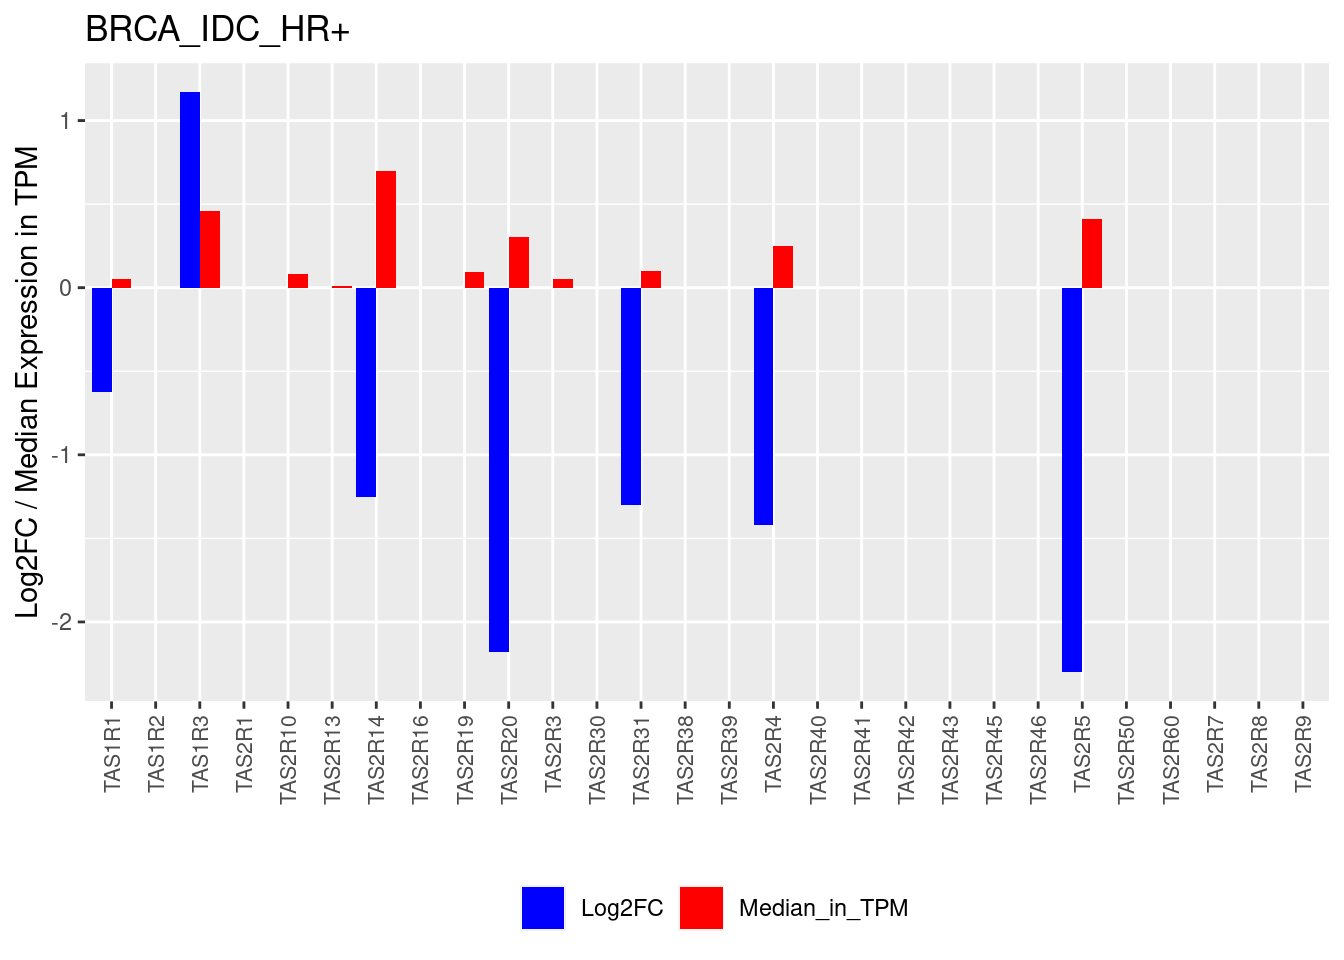 BRCA_IDC_HR+
Log2FC / Median Expression in TPM
1
0
-1
-2
TAS1R1
TAS1R2
TAS1R3
TAS2R1
TAS2R10
TAS2R13
TAS2R14
TAS2R16
TAS2R19
TAS2R20
TAS2R3
TAS2R30
TAS2R31
TAS2R38
TAS2R39
TAS2R4
TAS2R40
TAS2R41
TAS2R42
TAS2R43
TAS2R45
TAS2R46
TAS2R5
TAS2R50
TAS2R60
TAS2R7
TAS2R8
TAS2R9
Log2FC
Median_in_TPM